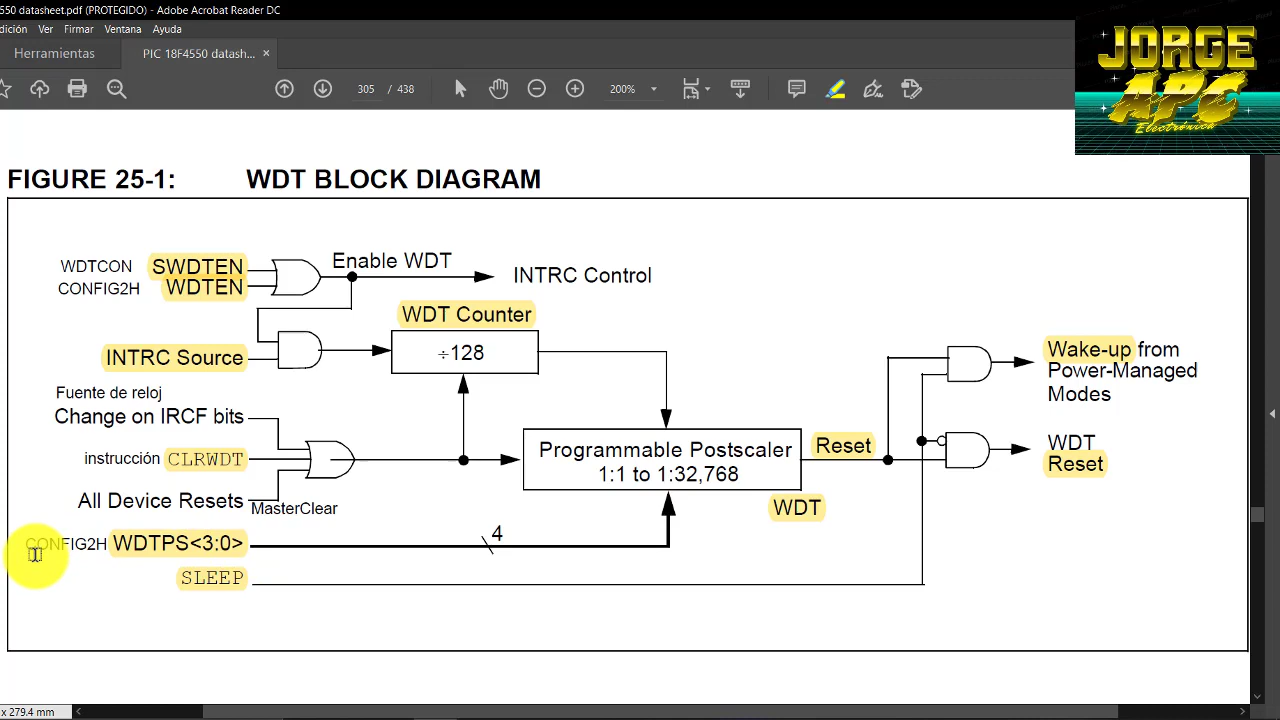 550 datasheet.pdf (PROTEGIDO) - Adobe Acrobat Reader DC
dición Ver Firmar Ventana Ayuda
Herramientas
PIC 18F4550 datash... ×
305 / 438
200%
JORGE
APC
Electrónica
FIGURE 25-1: WDT BLOCK DIAGRAM
WDTCON SWDTEN
CONFIG2H WDTEN
Enable WDT
INTRC Control
WDT Counter
÷128
INTRC Source
Fuente de reloj
Change on IRCF bits
instrucción CLRWDT
All Device Resets
MasterClear
CONFIG2H WDTPS<3:0>
4
SLEEP
Programmable Postscaler
1:1 to 1:32,768
WDT
Reset
Wake-up from
Power-Managed
Modes
WDT
Reset
x 279.4 mm